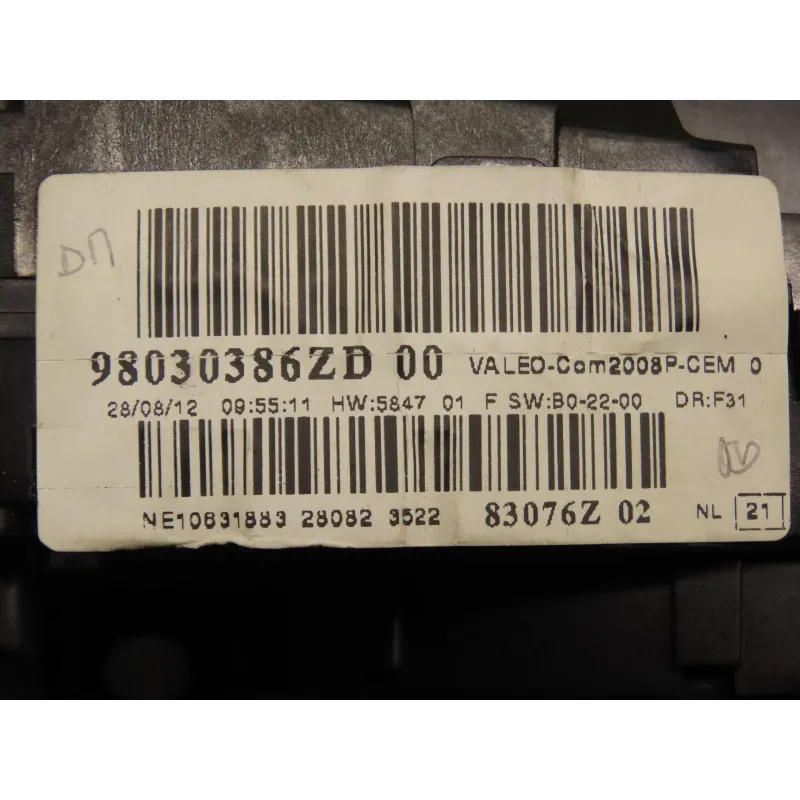 98030386ZD 00 VALEO-Com2008P-CEM 0
28/08/12 09:55:11 HW:5847 01 F SW:B0-22-00 DR:F31
NE10631883 28082 3522 83076Z 02 NL 21